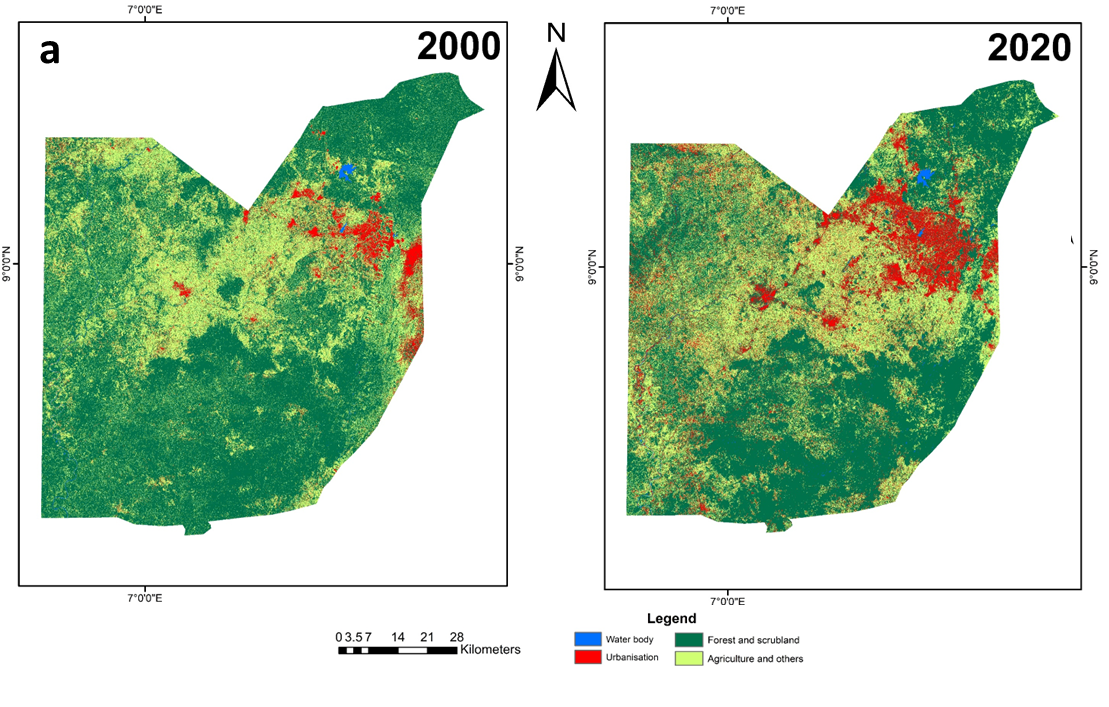 7°0'0"E
7°0'0"E
a
2000
N
2020
9°0'0"N
9°0'0"N
9°0'0"N
9°0'0"N
7°0'0"E
7°0'0"E
Legend
0 3.5 7 14 21 28
Kilometers
Water body
Forest and scrubland
Urbanisation
Agriculture and others